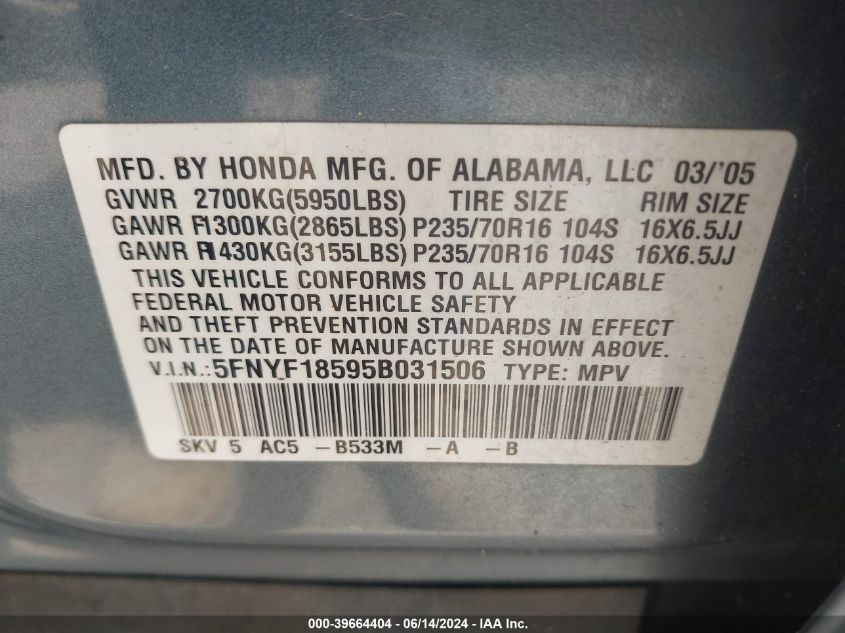 MFD. BY HONDA MFG. OF ALABAMA, LLC 03/'05
GVWR 2700KG(5950LBS) TIRE SIZE RIM SIZE
GAWR F1300KG(2865LBS) P235/70R16 104S 16X6.5JJ
GAWR R1430KG(3155LBS) P235/70R16 104S 16X6.5JJ
THIS VEHICLE CONFORMS TO ALL APPLICABLE
FEDERAL MOTOR VEHICLE SAFETY
AND THEFT PREVENTION STANDARDS IN EFFECT
ON THE DATE OF MANUFACTURE SHOWN ABOVE.
V.I.N.:5FNYF18595B031506 TYPE: MPV
SKV 5 AC5 –B533M –A –B
000-39664404 / 06/14/2024 - IAA Inc.